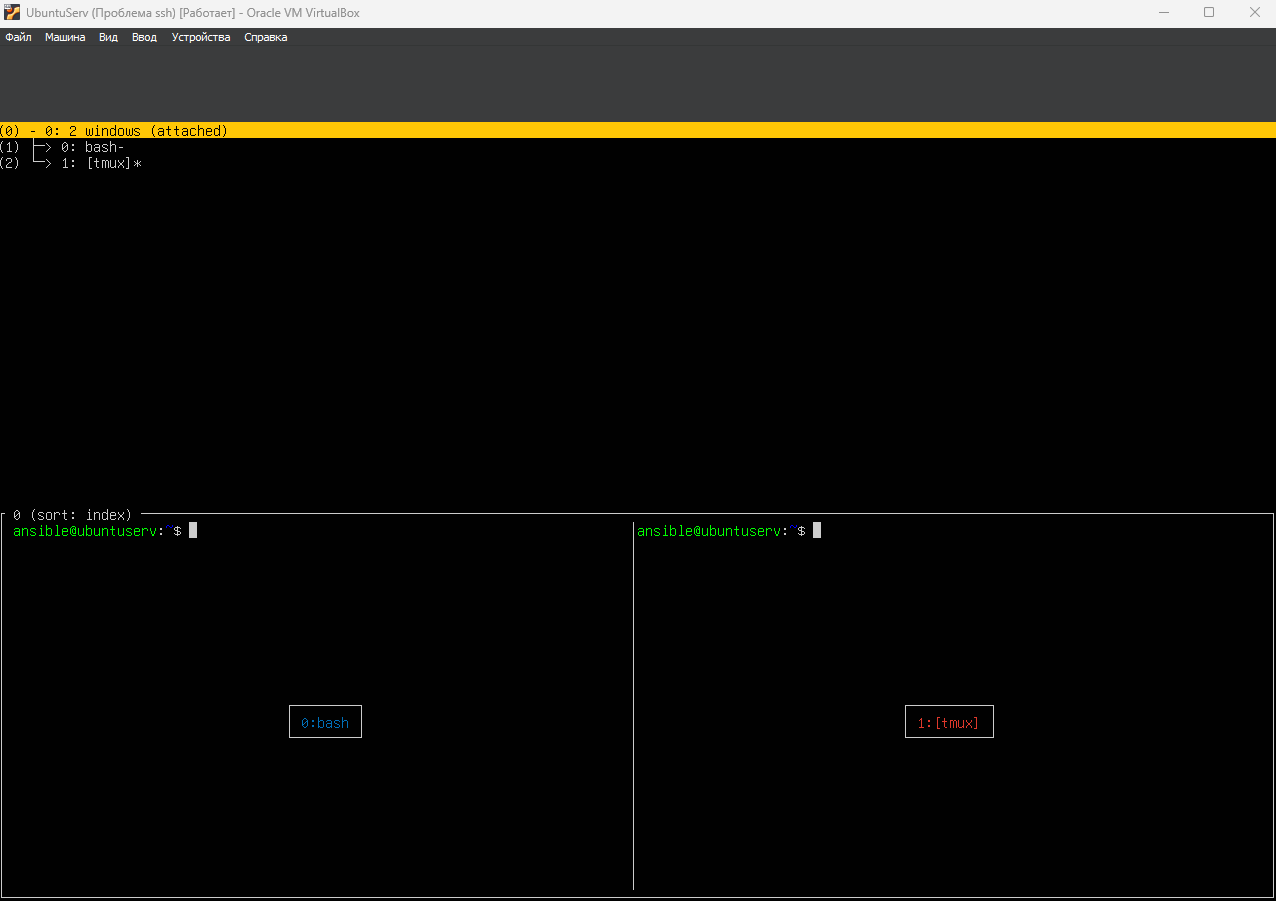 UbuntuServ (Проблема ssh) [Работает] - Oracle VM VirtualBox
Файл Машина Вид Ввод Устройства Справка
(0) - 0: 2 windows (attached)
(1) ├─> 0: bash-
(2) └─> 1: [tmux]*
0 (sort: index)
ansible@ubuntuserv:~$
ansible@ubuntuserv:~$
0:bash
1:[tmux]